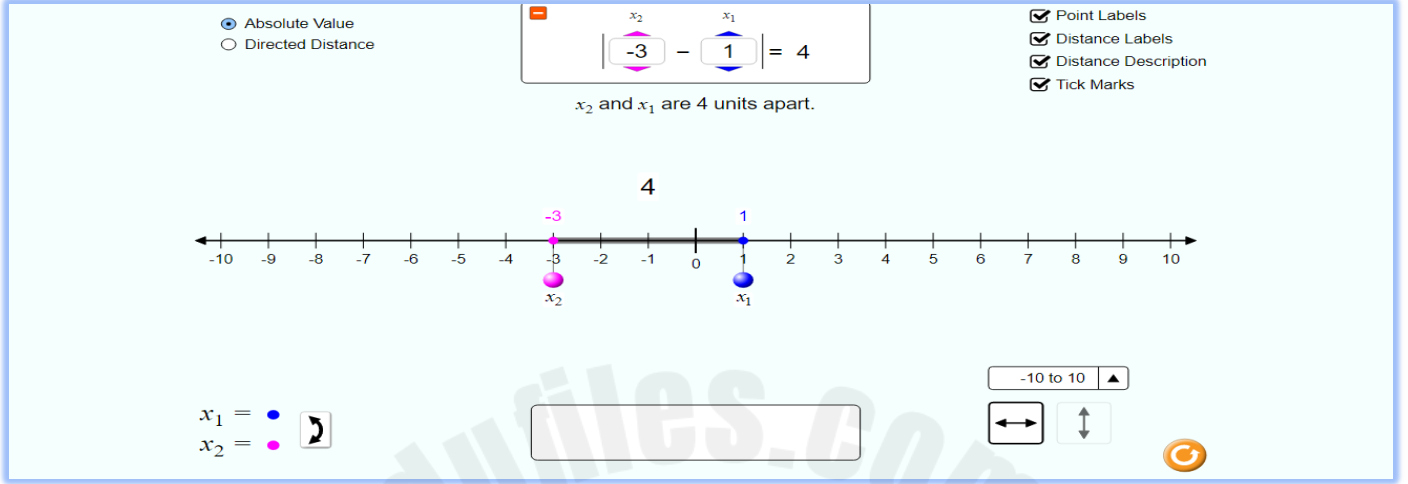 Absolute Value
Directed Distance
x₂ x₁
|-3 − 1| = 4
x₂ and x₁ are 4 units apart.
Point Labels
Distance Labels
Distance Description
Tick Marks
4
-3 1
-10 -9 -8 -7 -6 -5 -4 -3 -2 -1 0 1 2 3 4 5 6 7 8 9 10
x₂ x₁
-10 to 10
x₁ =
x₂ =
dufiles.com